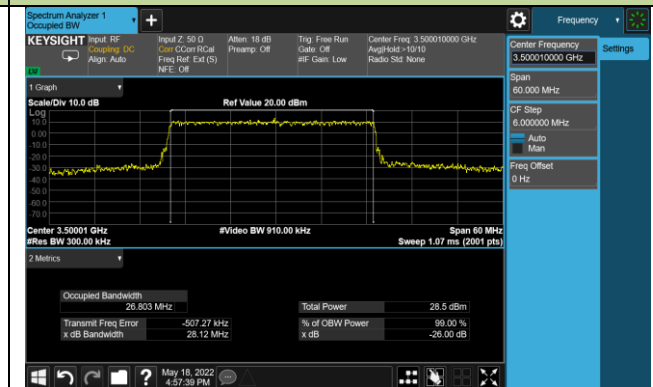 Spectrum Analyzer 1
Occupied BW
+
Frequency
KEYSIGHT
Input: RF
Coupling: DC
Align: Auto
LW
Input Z: 50 Ω
Corr CCorr RCal
Freq Ref: Ext (S)
NFE: Off
Atten: 18 dB
Preamp: Off
Trig: Free Run
Gate: Off
#IF Gain: Low
Center Freq: 3.500010000 GHz
Avg|Hold:>10/10
Radio Std: None
Center Frequency
3.500010000 GHz
Settings
Span
60.000 MHz
CF Step
6.000000 MHz
Auto
Man
Freq Offset
0 Hz
1 Graph
Scale/Div 10.0 dB
Ref Value 20.00 dBm
Log
10.0
0.00
-10.0
-20.0
-30.0
-40.0
-50.0
-60.0
-70.0
Center 3.50001 GHz
#Video BW 910.00 kHz
Span 60 MHz
#Res BW 300.00 kHz
Sweep 1.07 ms (2001 pts)
2 Metrics
Occupied Bandwidth
26.803 MHz
Total Power 28.5 dBm
Transmit Freq Error -507.27 kHz
% of OBW Power 99.00 %
x dB Bandwidth 28.12 MHz
x dB -26.00 dB
?
May 18, 2022
4:57:39 PM